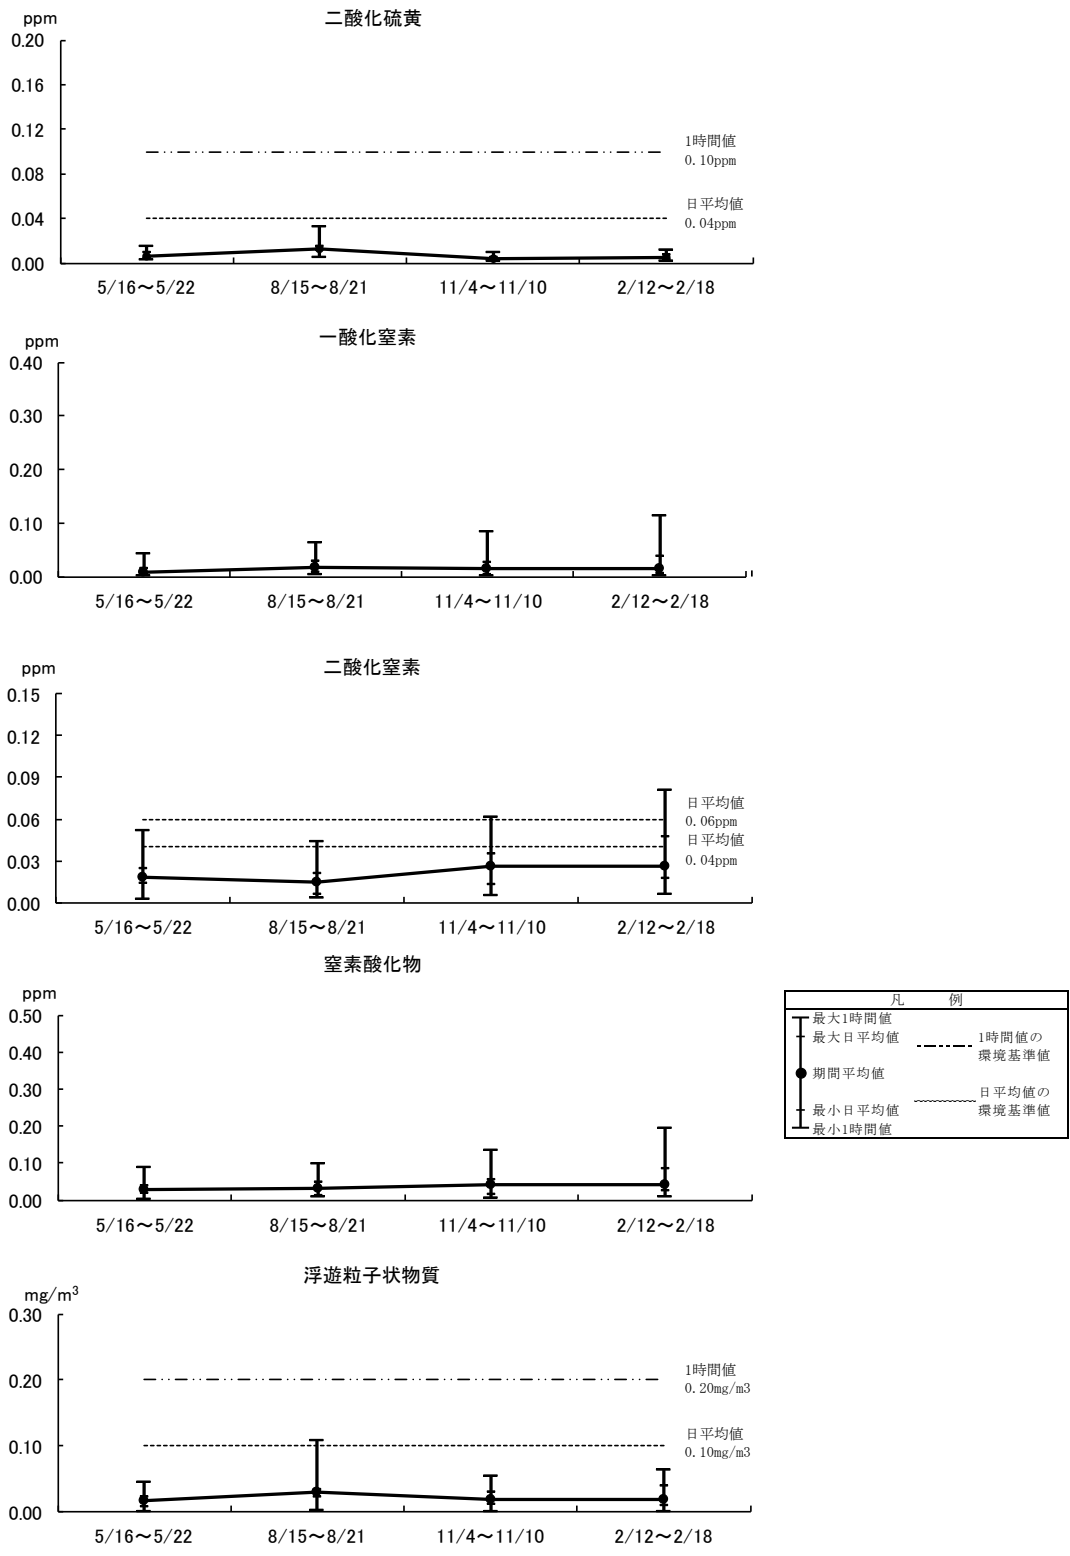 二酸化硫黄
ppm
0.20
0.16
0.12
0.08
0.04
0.00
1時間値
0.10ppm
日平均値
0.04ppm
5/16～5/22 8/15～8/21 11/4～11/10 2/12～2/18
一酸化窒素
ppm
0.40
0.30
0.20
0.10
0.00
5/16～5/22 8/15～8/21 11/4～11/10 2/12～2/18
二酸化窒素
ppm
0.15
0.12
0.09
0.06
0.03
0.00
日平均値
0.06ppm
日平均値
0.04ppm
5/16～5/22 8/15～8/21 11/4～11/10 2/12～2/18
窒素酸化物
ppm
0.50
0.40
0.30
0.20
0.10
0.00
5/16～5/22 8/15～8/21 11/4～11/10 2/12～2/18
凡 例
最大1時間値
最大日平均値
期間平均値
最小日平均値
最小1時間値
1時間値の
環境基準値
日平均値の
環境基準値
浮遊粒子状物質
mg/m³
0.30
0.20
0.10
0.00
1時間値
0.20mg/m3
日平均値
0.10mg/m3
5/16～5/22 8/15～8/21 11/4～11/10 2/12～2/18